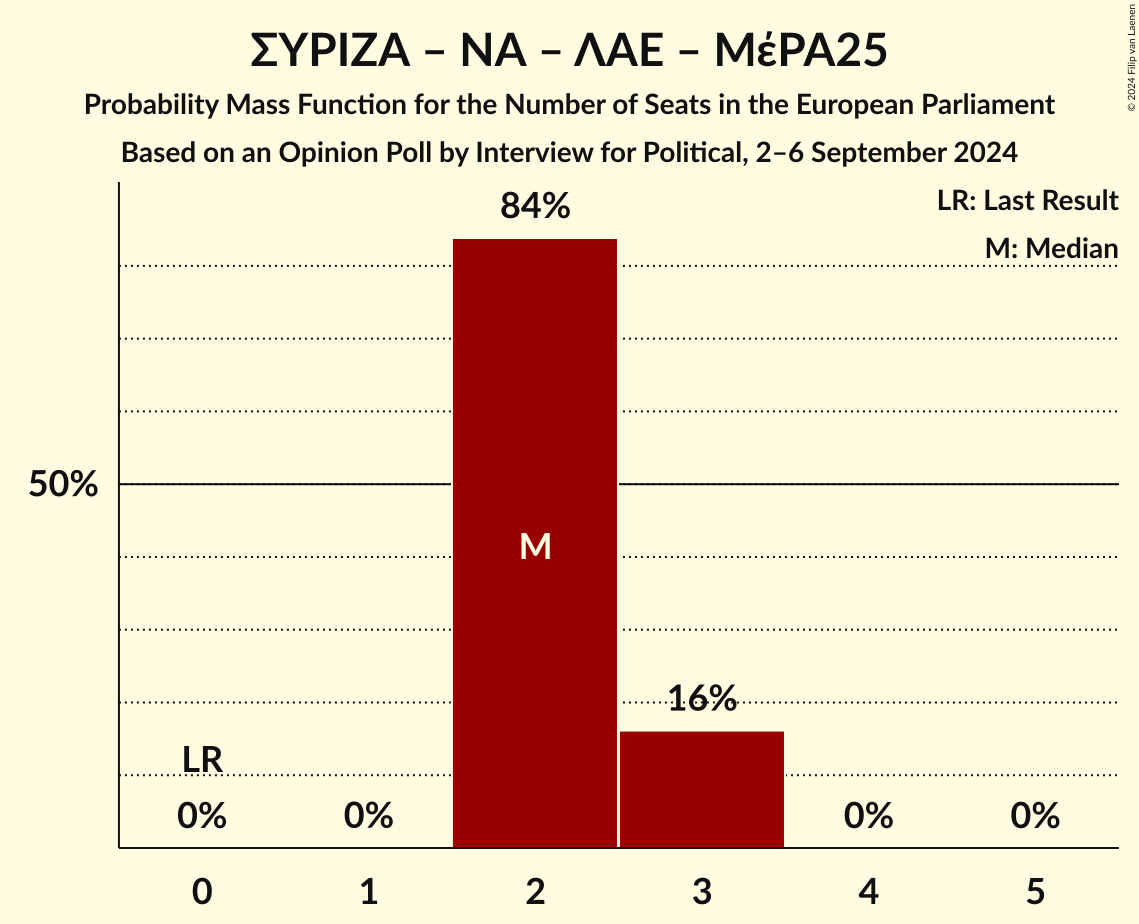 ΣΥΡΙΖΑ – ΝΑ – ΛΑΕ – ΜέΡΑ25
Probability Mass Function for the Number of Seats in the European Parliament
Based on an Opinion Poll by Interview for Political, 2–6 September 2024
© 2024 Filip van Laenen
LR: Last Result
M: Median
84%
50%
M
16%
LR
0% 0% 0% 0%
0 1 2 3 4 5